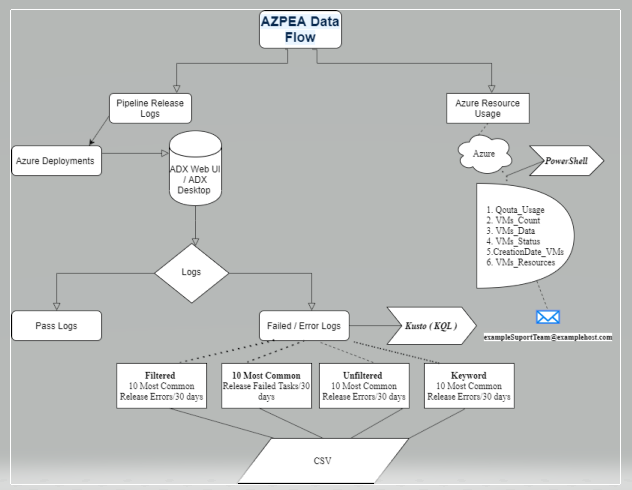 AZPEA Data
Flow
Pipeline Release
Logs
Azure Resource
Usage
Azure Deployments
ADX Web UI
/ ADX
Desktop
Azure
PowerShell
1. Qouta_Usage
2. VMs_Count
3. VMs_Data
4. VMs_Status
5.CreationDate_VMs
6. VMs_Resources
Logs
Pass Logs
Failed / Error Logs
Kusto ( KQL )
exampleSuportTeam@examplehost.com
Filtered
10 Most Common
Release Errors/30 days
10 Most Common
Release Failed Tasks/30
days
Unfiltered
10 Most Common
Release Errors/30 days
Keyword
10 Most Common
Release Errors/30 days
CSV